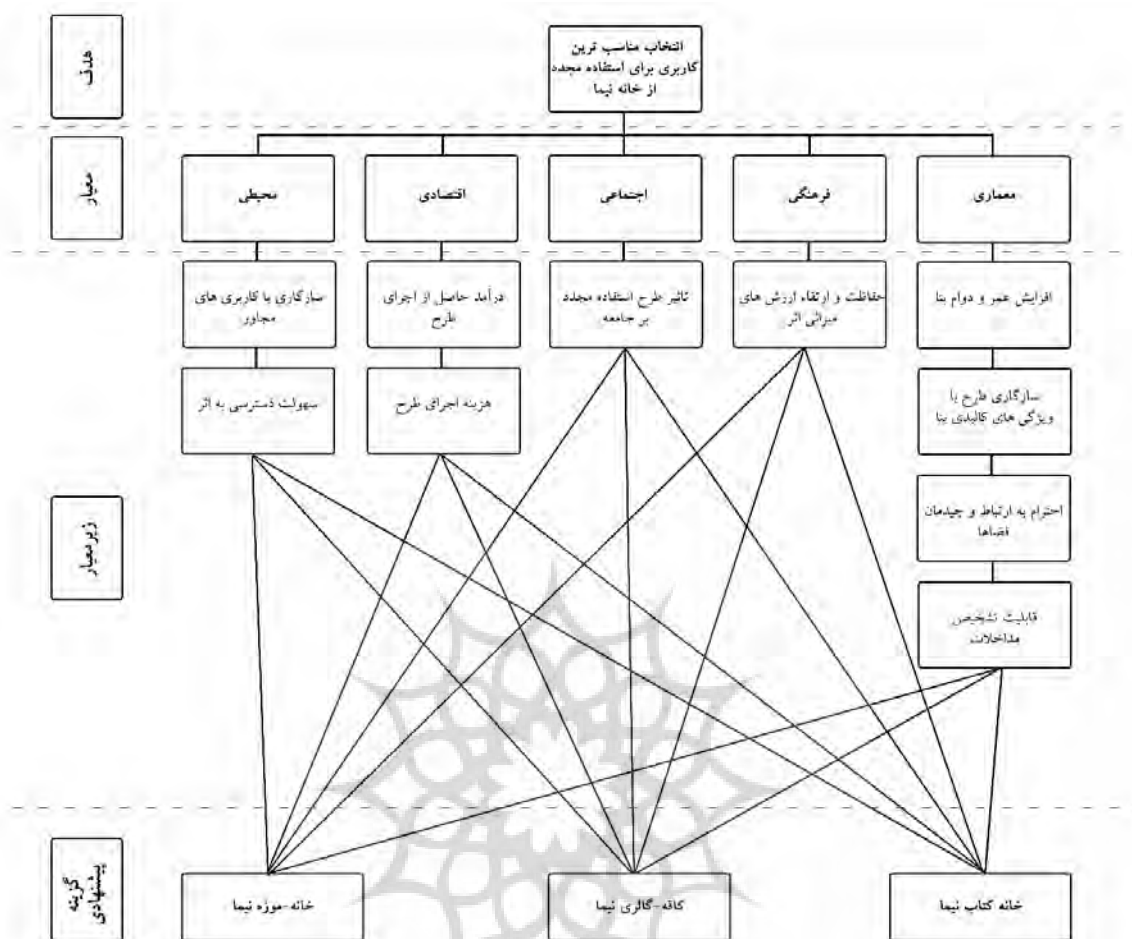 هدف
انتخاب مناسب ترین
کاربری برای استفاده مجدد
از خانه نیما
معیار
معماری
فرهنگی
اجتماعی
اقتصادی
محیطی
زیرمعیار
افزایش عمر و دوام بنا
سازگاری طرح با
ویژگی های کالبدی بنا
احترام به ارتباط و چیدمان
فضاها
قابلیت تشخیص
مداخلات
حفاظت و ارتقاء ارزش های
میراثی اثر
تاثیر طرح استفاده مجدد
بر جامعه
درآمد حاصل از اجرای
طرح
هزینه اجرای طرح
سازگاری با کاربری های
مجاور
سهولت دسترسی به اثر
گزینه
پیشنهادی
خانه کتاب نیما
کافه-گالری نیما
خانه-موزه نیما